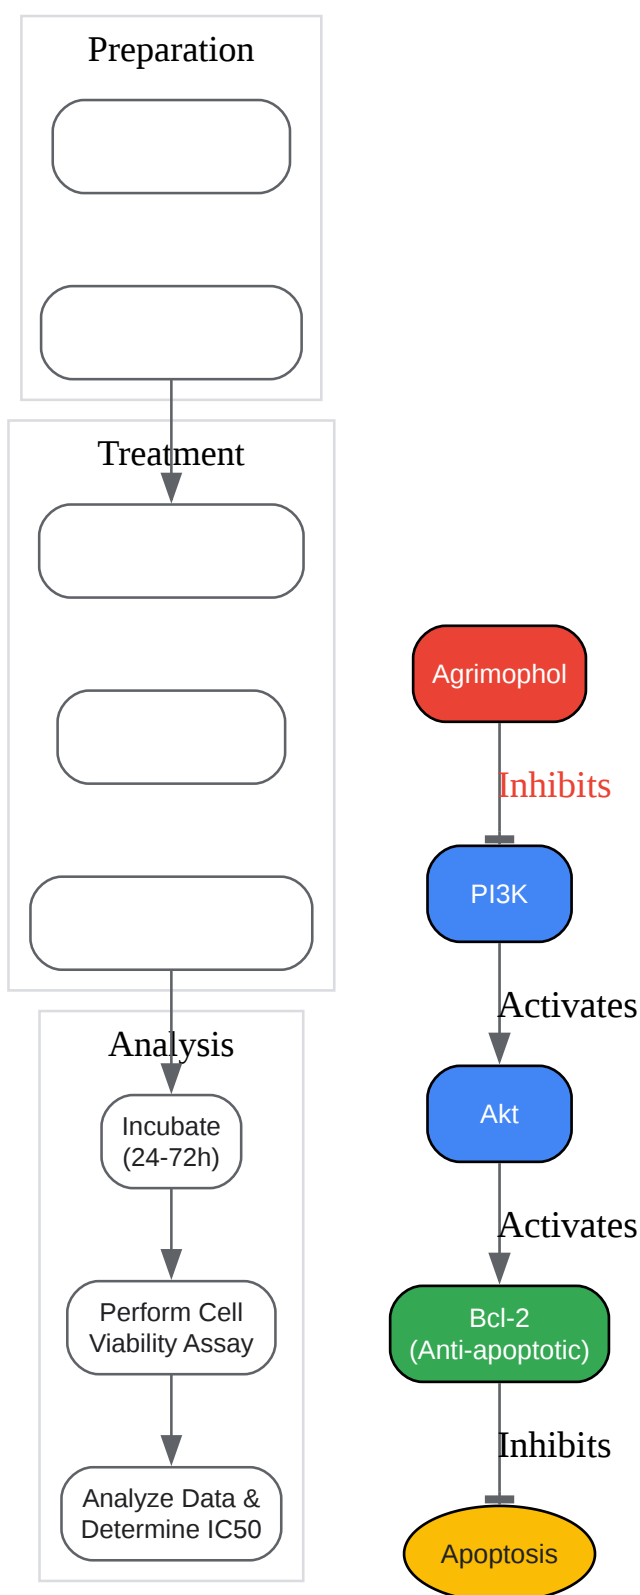 Preparation
Treatment
Analysis
Incubate
(24-72h)
Perform Cell
Viability Assay
Analyze Data &
Determine IC50
Agrimophol
Inhibits
PI3K
Activates
Akt
Activates
Bcl-2
(Anti-apoptotic)
Inhibits
Apoptosis